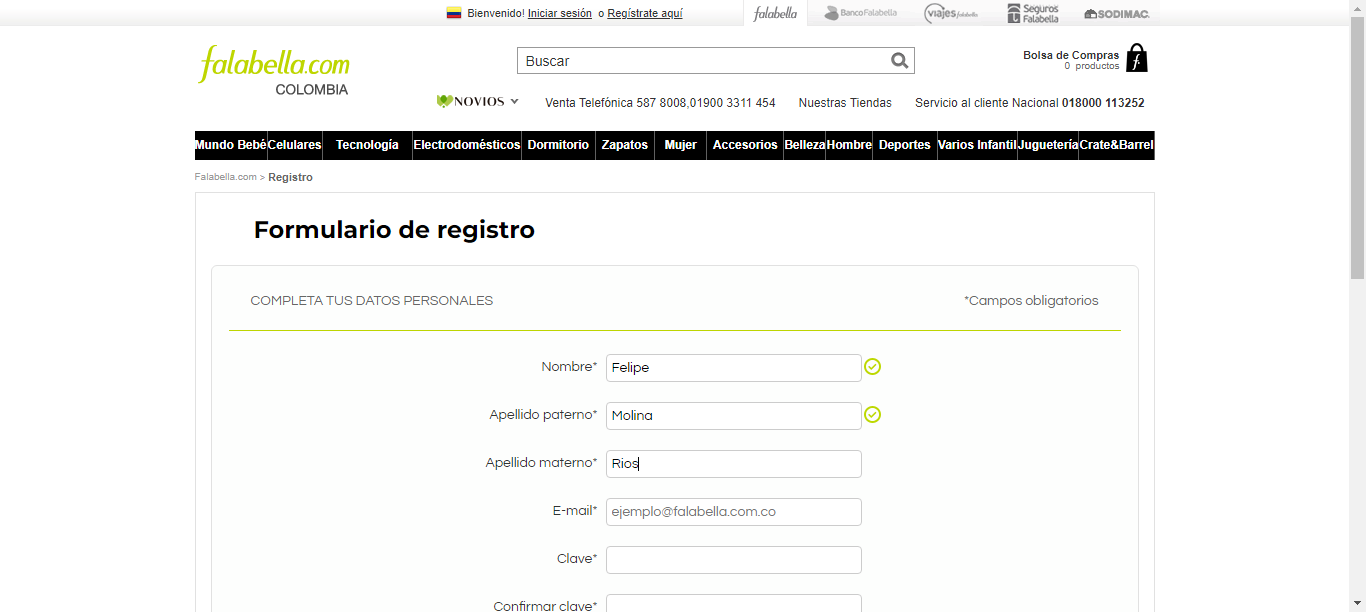 Bienvenido! Iniciar sesión o Regístrate aquí
falabella
BancoFalabella
viajes falabella
Seguros Falabella
SODIMAC
falabella.com
COLOMBIA
Buscar
Bolsa de Compras
0 productos
f.
NOVIOS
Venta Telefónica 587 8008,01900 3311 454
Nuestras Tiendas
Servicio al cliente Nacional 018000 113252
Mundo Bebé Celulares Tecnología Electrodomésticos Dormitorio Zapatos Mujer Accesorios Belleza Hombre Deportes Varios Infantil Juguetería Crate&Barrel
Falabella.com > Registro
Formulario de registro
COMPLETA TUS DATOS PERSONALES
*Campos obligatorios
Nombre* Felipe
Apellido paterno* Molina
Apellido materno* Rios
E-mail* ejemplo@falabella.com.co
Clave*
Confirmar clave*